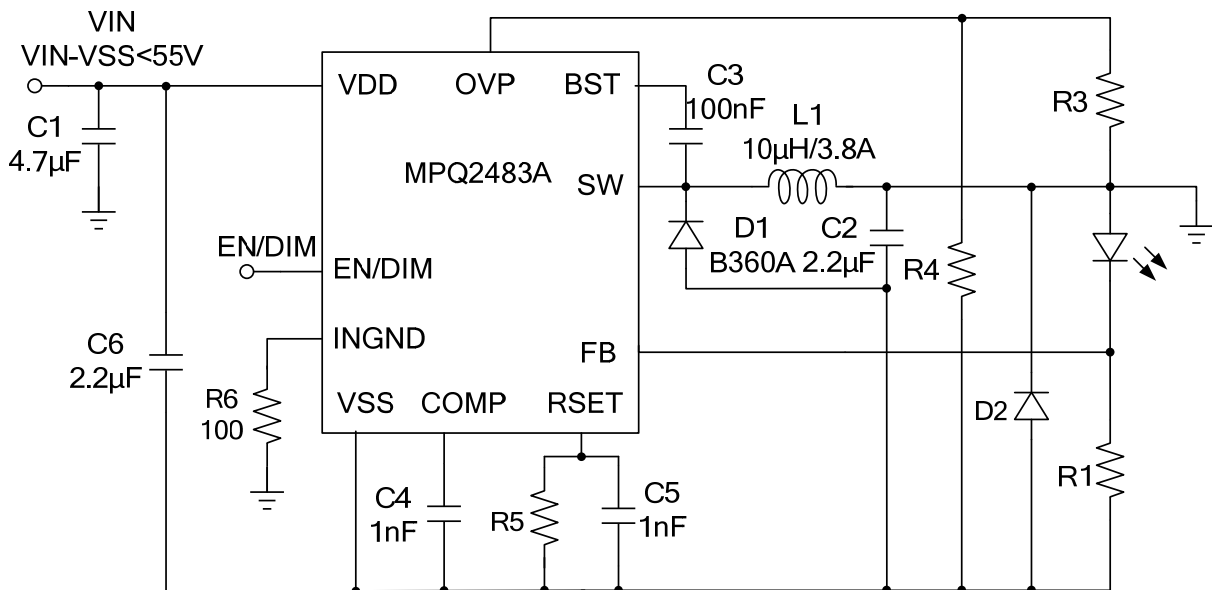 VIN
VIN-VSS<55V
C1
4.7µF
C6
2.2µF
EN/DIM
R6
100
VDD
OVP
BST
MPQ2483A
SW
EN/DIM
INGND
FB
VSS
COMP
RSET
C3
100nF
L1
10µH/3.8A
D1
B360A
C2
2.2µF
R4
R3
D2
R1
C4
1nF
R5
C5
1nF